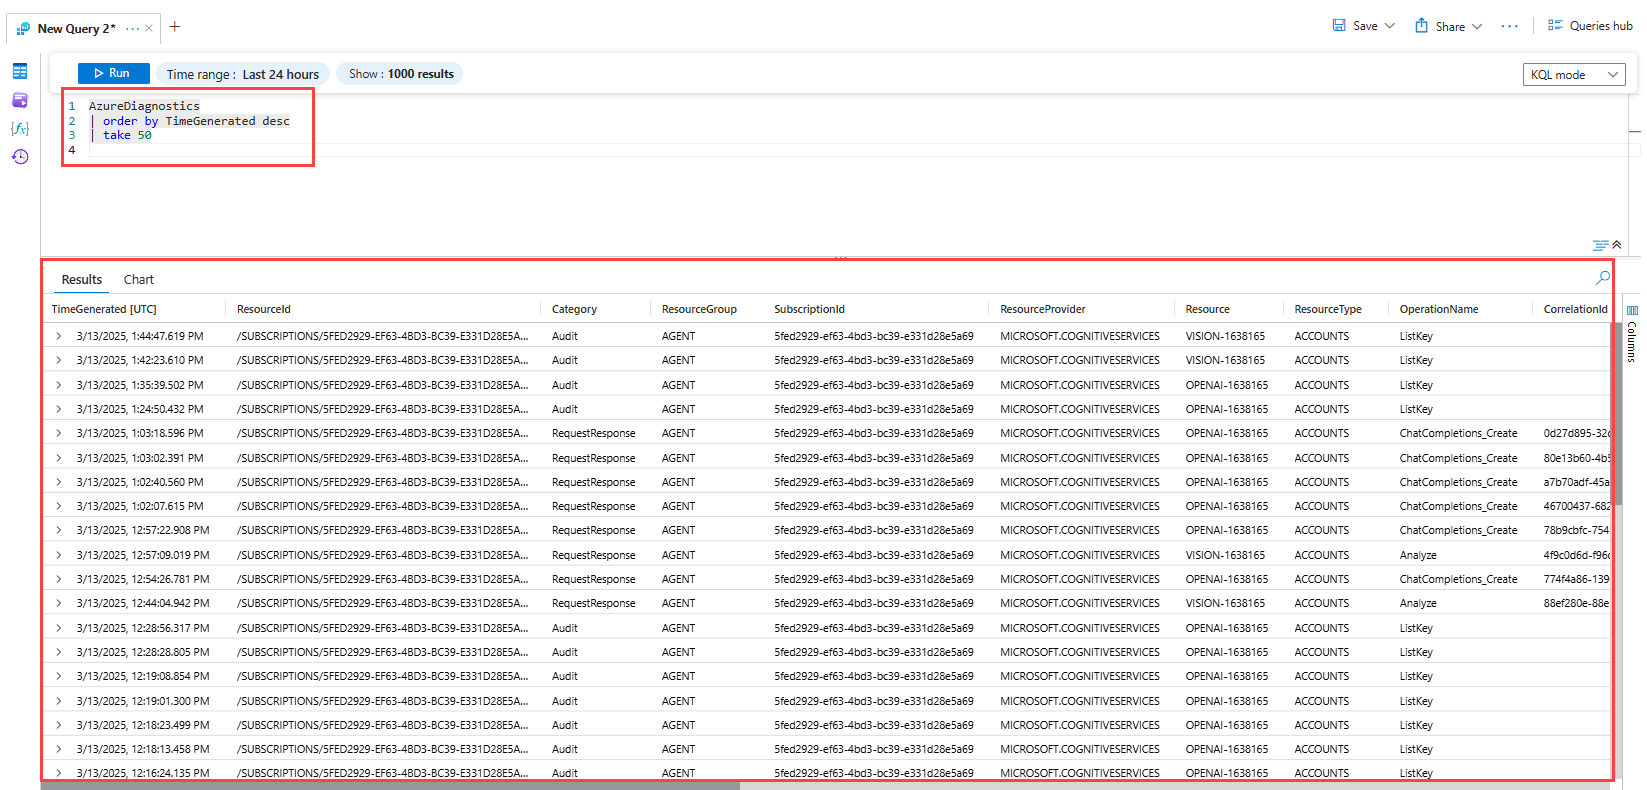 New Query 2* ··· × +
Save Share ··· Queries hub
Run Time range : Last 24 hours Show : 1000 results KQL mode
1 AzureDiagnostics
2 | order by TimeGenerated desc
3 | take 50
4
Results Chart
TimeGenerated [UTC] ResourceId Category ResourceGroup SubscriptionId ResourceProvider Resource ResourceType OperationName CorrelationId
Columns
3/13/2025, 1:44:47.619 PM /SUBSCRIPTIONS/5FED2929-EF63-4BD3-BC39-E331D28E5A... Audit AGENT 5fed2929-ef63-4bd3-bc39-e331d28e5a69 MICROSOFT.COGNITIVESERVICES VISION-1638165 ACCOUNTS ListKey
3/13/2025, 1:42:23.610 PM /SUBSCRIPTIONS/5FED2929-EF63-4BD3-BC39-E331D28E5A... Audit AGENT 5fed2929-ef63-4bd3-bc39-e331d28e5a69 MICROSOFT.COGNITIVESERVICES VISION-1638165 ACCOUNTS ListKey
3/13/2025, 1:35:39.502 PM /SUBSCRIPTIONS/5FED2929-EF63-4BD3-BC39-E331D28E5A... Audit AGENT 5fed2929-ef63-4bd3-bc39-e331d28e5a69 MICROSOFT.COGNITIVESERVICES OPENAI-1638165 ACCOUNTS ListKey
3/13/2025, 1:24:50.432 PM /SUBSCRIPTIONS/5FED2929-EF63-4BD3-BC39-E331D28E5A... Audit AGENT 5fed2929-ef63-4bd3-bc39-e331d28e5a69 MICROSOFT.COGNITIVESERVICES OPENAI-1638165 ACCOUNTS ListKey
3/13/2025, 1:03:18.596 PM /SUBSCRIPTIONS/5FED2929-EF63-4BD3-BC39-E331D28E5A... RequestResponse AGENT 5fed2929-ef63-4bd3-bc39-e331d28e5a69 MICROSOFT.COGNITIVESERVICES OPENAI-1638165 ACCOUNTS ChatCompletions_Create 0d27d895-32
3/13/2025, 1:03:02.391 PM /SUBSCRIPTIONS/5FED2929-EF63-4BD3-BC39-E331D28E5A... RequestResponse AGENT 5fed2929-ef63-4bd3-bc39-e331d28e5a69 MICROSOFT.COGNITIVESERVICES OPENAI-1638165 ACCOUNTS ChatCompletions_Create 80e13b60-4b5
3/13/2025, 1:02:40.560 PM /SUBSCRIPTIONS/5FED2929-EF63-4BD3-BC39-E331D28E5A... RequestResponse AGENT 5fed2929-ef63-4bd3-bc39-e331d28e5a69 MICROSOFT.COGNITIVESERVICES OPENAI-1638165 ACCOUNTS ChatCompletions_Create a7b70adf-45a
3/13/2025, 1:02:07.615 PM /SUBSCRIPTIONS/5FED2929-EF63-4BD3-BC39-E331D28E5A... RequestResponse AGENT 5fed2929-ef63-4bd3-bc39-e331d28e5a69 MICROSOFT.COGNITIVESERVICES OPENAI-1638165 ACCOUNTS ChatCompletions_Create 46700437-682
3/13/2025, 12:57:22.908 PM /SUBSCRIPTIONS/5FED2929-EF63-4BD3-BC39-E331D28E5A... RequestResponse AGENT 5fed2929-ef63-4bd3-bc39-e331d28e5a69 MICROSOFT.COGNITIVESERVICES OPENAI-1638165 ACCOUNTS ChatCompletions_Create 78b9cbfc-754
3/13/2025, 12:57:09.019 PM /SUBSCRIPTIONS/5FED2929-EF63-4BD3-BC39-E331D28E5A... RequestResponse AGENT 5fed2929-ef63-4bd3-bc39-e331d28e5a69 MICROSOFT.COGNITIVESERVICES VISION-1638165 ACCOUNTS Analyze 4f9c0d6d-f96
3/13/2025, 12:54:26.781 PM /SUBSCRIPTIONS/5FED2929-EF63-4BD3-BC39-E331D28E5A... RequestResponse AGENT 5fed2929-ef63-4bd3-bc39-e331d28e5a69 MICROSOFT.COGNITIVESERVICES OPENAI-1638165 ACCOUNTS ChatCompletions_Create 774f4a86-139
3/13/2025, 12:44:04.942 PM /SUBSCRIPTIONS/5FED2929-EF63-4BD3-BC39-E331D28E5A... RequestResponse AGENT 5fed2929-ef63-4bd3-bc39-e331d28e5a69 MICROSOFT.COGNITIVESERVICES VISION-1638165 ACCOUNTS Analyze 88ef280e-88e
3/13/2025, 12:28:56.317 PM /SUBSCRIPTIONS/5FED2929-EF63-4BD3-BC39-E331D28E5A... Audit AGENT 5fed2929-ef63-4bd3-bc39-e331d28e5a69 MICROSOFT.COGNITIVESERVICES OPENAI-1638165 ACCOUNTS ListKey
3/13/2025, 12:28:28.805 PM /SUBSCRIPTIONS/5FED2929-EF63-4BD3-BC39-E331D28E5A... Audit AGENT 5fed2929-ef63-4bd3-bc39-e331d28e5a69 MICROSOFT.COGNITIVESERVICES OPENAI-1638165 ACCOUNTS ListKey
3/13/2025, 12:19:08.854 PM /SUBSCRIPTIONS/5FED2929-EF63-4BD3-BC39-E331D28E5A... Audit AGENT 5fed2929-ef63-4bd3-bc39-e331d28e5a69 MICROSOFT.COGNITIVESERVICES OPENAI-1638165 ACCOUNTS ListKey
3/13/2025, 12:19:01.300 PM /SUBSCRIPTIONS/5FED2929-EF63-4BD3-BC39-E331D28E5A... Audit AGENT 5fed2929-ef63-4bd3-bc39-e331d28e5a69 MICROSOFT.COGNITIVESERVICES OPENAI-1638165 ACCOUNTS ListKey
3/13/2025, 12:18:23.499 PM /SUBSCRIPTIONS/5FED2929-EF63-4BD3-BC39-E331D28E5A... Audit AGENT 5fed2929-ef63-4bd3-bc39-e331d28e5a69 MICROSOFT.COGNITIVESERVICES OPENAI-1638165 ACCOUNTS ListKey
3/13/2025, 12:18:13.458 PM /SUBSCRIPTIONS/5FED2929-EF63-4BD3-BC39-E331D28E5A... Audit AGENT 5fed2929-ef63-4bd3-bc39-e331d28e5a69 MICROSOFT.COGNITIVESERVICES OPENAI-1638165 ACCOUNTS ListKey
3/13/2025, 12:16:24.135 PM /SUBSCRIPTIONS/5FED2929-EF63-4BD3-BC39-E331D28E5A... Audit AGENT 5fed2929-ef63-4bd3-bc39-e331d28e5a69 MICROSOFT.COGNITIVESERVICES OPENAI-1638165 ACCOUNTS ListKey